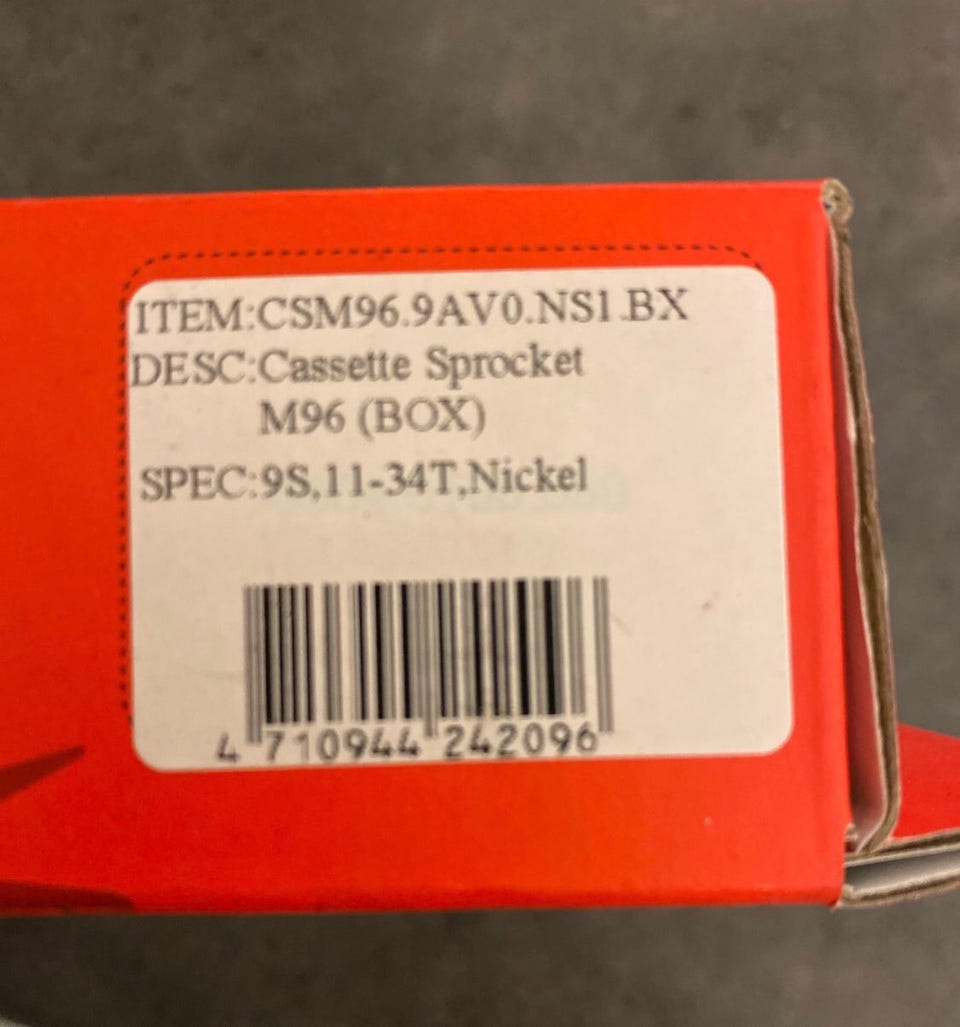 ITEM:CSM96.9AV0.NS1.BX
DESC:Cassette Sprocket
M96 (BOX)
SPEC:9S,11-34T,Nickel
4 710944 242096